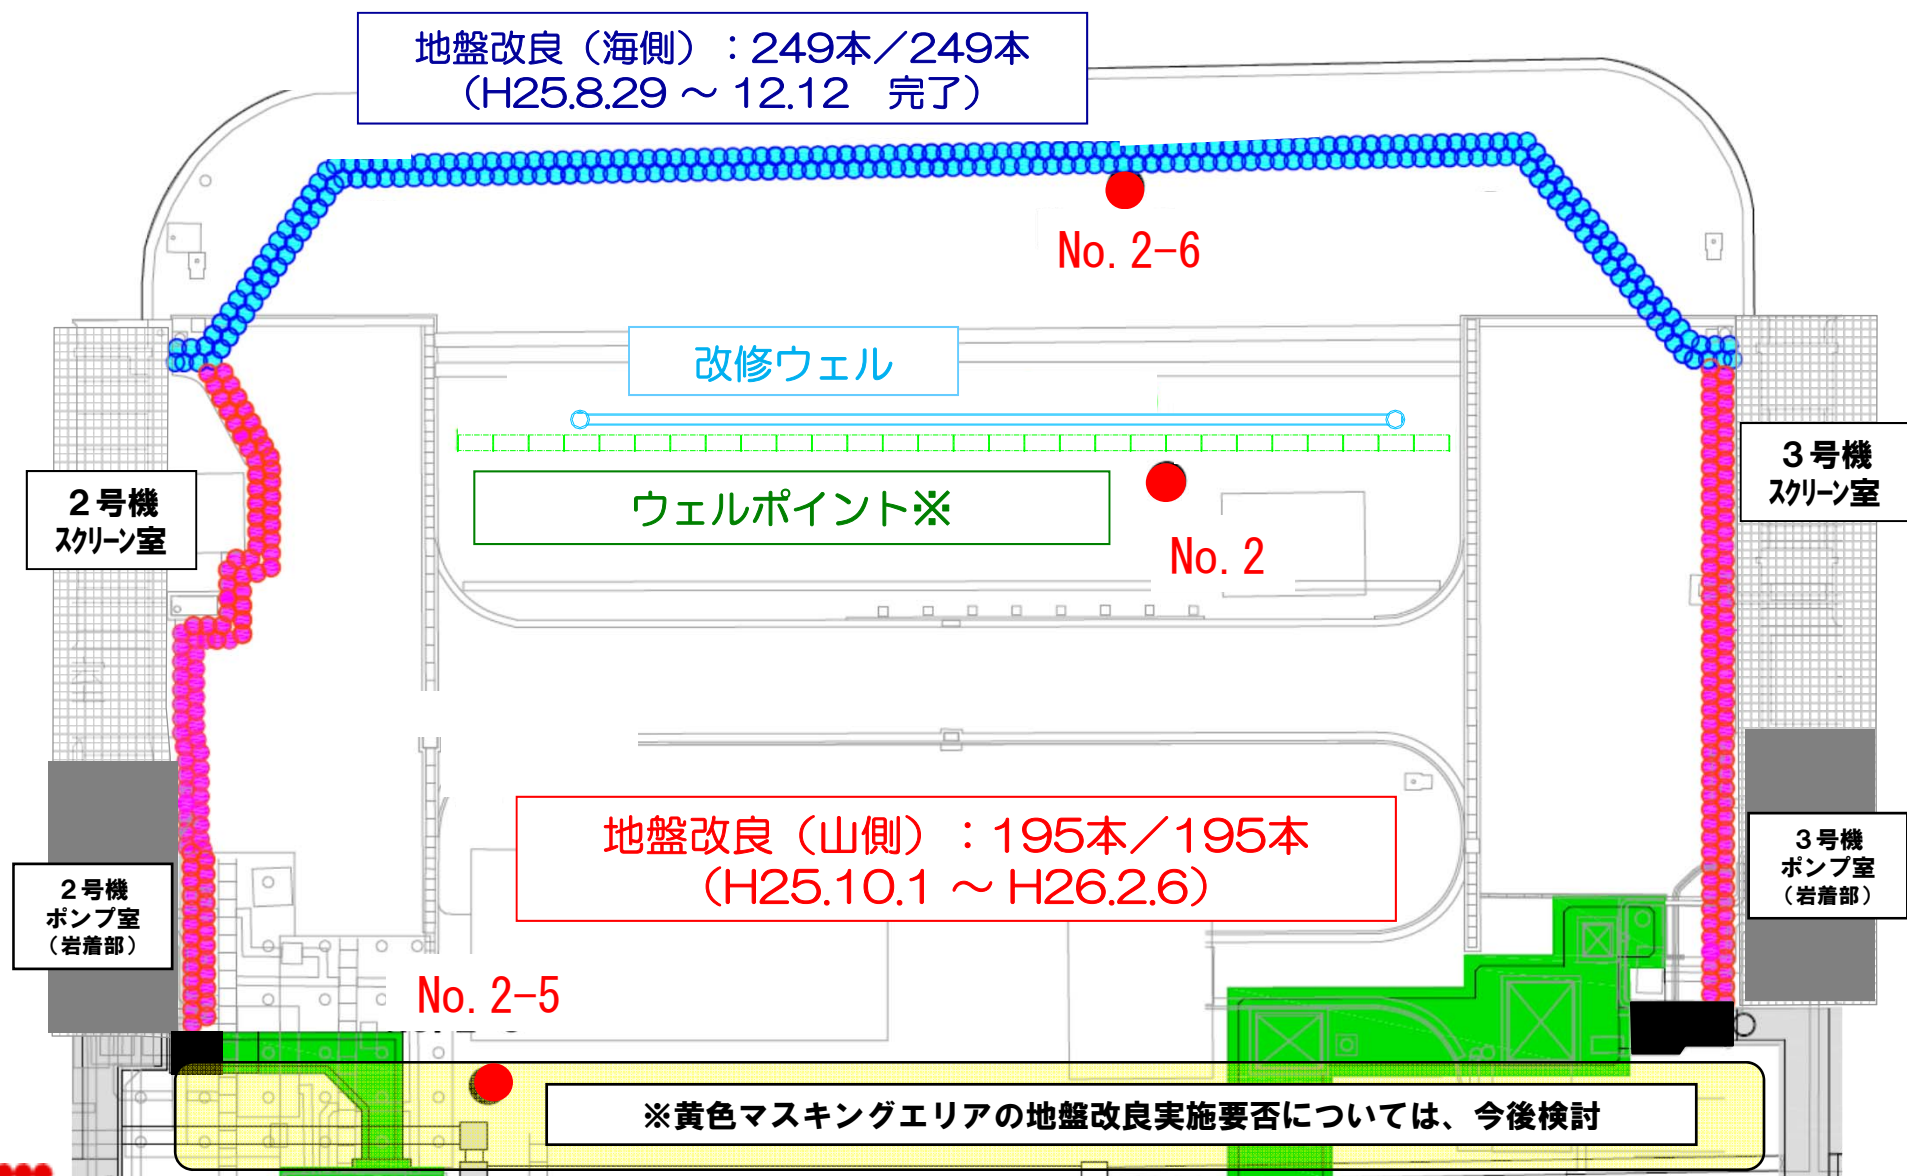 地盤改良（海側）：249本／249本
（H25.8.29 ～ 12.12　完了）
No. 2-6
改修ウェル
ウェルポイント※
No. 2
2号機
スクリーン室
3号機
スクリーン室
地盤改良（山側）：195本／195本
（H25.10.1 ～ H26.2.6）
2号機
ポンプ室
（岩着部）
3号機
ポンプ室
（岩着部）
No. 2-5
※黄色マスキングエリアの地盤改良実施要否については、今後検討